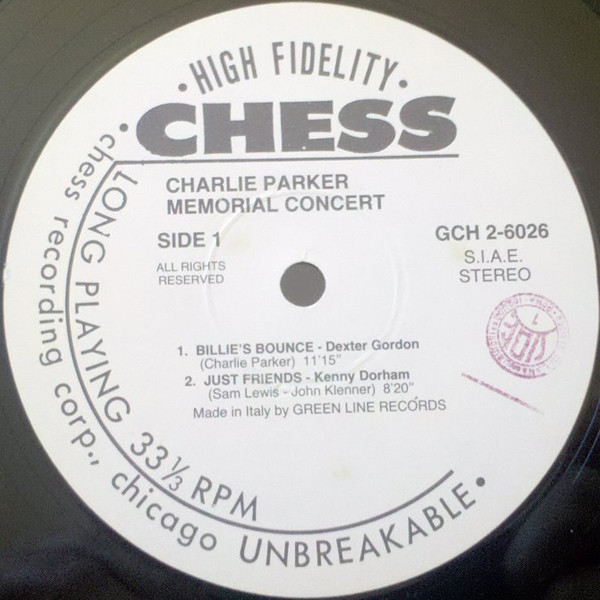 • HIGH FIDELITY •
CHESS
CHARLIE PARKER
MEMORIAL CONCERT
SIDE 1
GCH 2-6026
ALL RIGHTS
RESERVED
S.I.A.E.
STEREO
1. BILLIE'S BOUNCE - Dexter Gordon
(Charlie Parker) 11'15"
2. JUST FRIENDS - Kenny Dorham
(Sam Lewis - John Klenner) 8'20"
Made in Italy by GREEN LINE RECORDS
LONG PLAYING 33 1/3 RPM
• chess recording corp., chicago UNBREAKABLE •